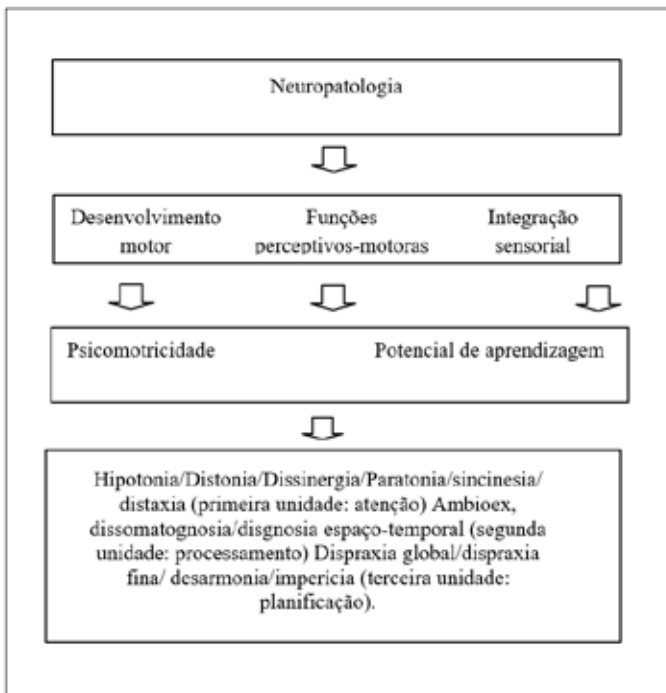 Neuropatologia
Desenvolvimento motor
Funções perceptivos-motoras
Integração sensorial
Psicomotricidade
Potencial de aprendizagem
Hipotonia/Distonia/Dissinergia/Paratonia/sincinesia/
distaxia (primeira unidade: atenção) Ambioex,
dissomatognosia/disgnosia espaço-temporal (segunda
unidade: processamento) Dispraxia global/dispraxia
fina/ desarmonia/imperícia (terceira unidade:
planificação).